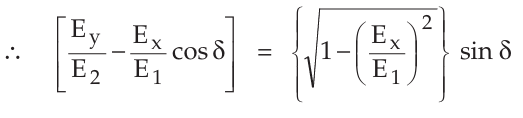 ∴ [E_y/E_2 − E_x/E_1 cos δ] = {√(1−(E_x/E_1)^2)} sin δ